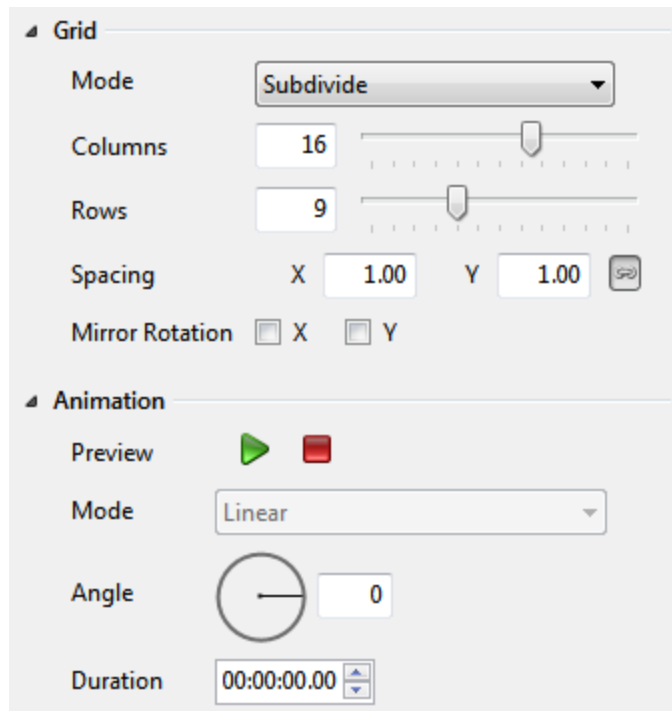 Grid
Mode Subdivide
Columns 16
Rows 9
Spacing X 1.00 Y 1.00
Mirror Rotation X Y
Animation
Preview
Mode Linear
Angle 0
Duration 00:00:00.00